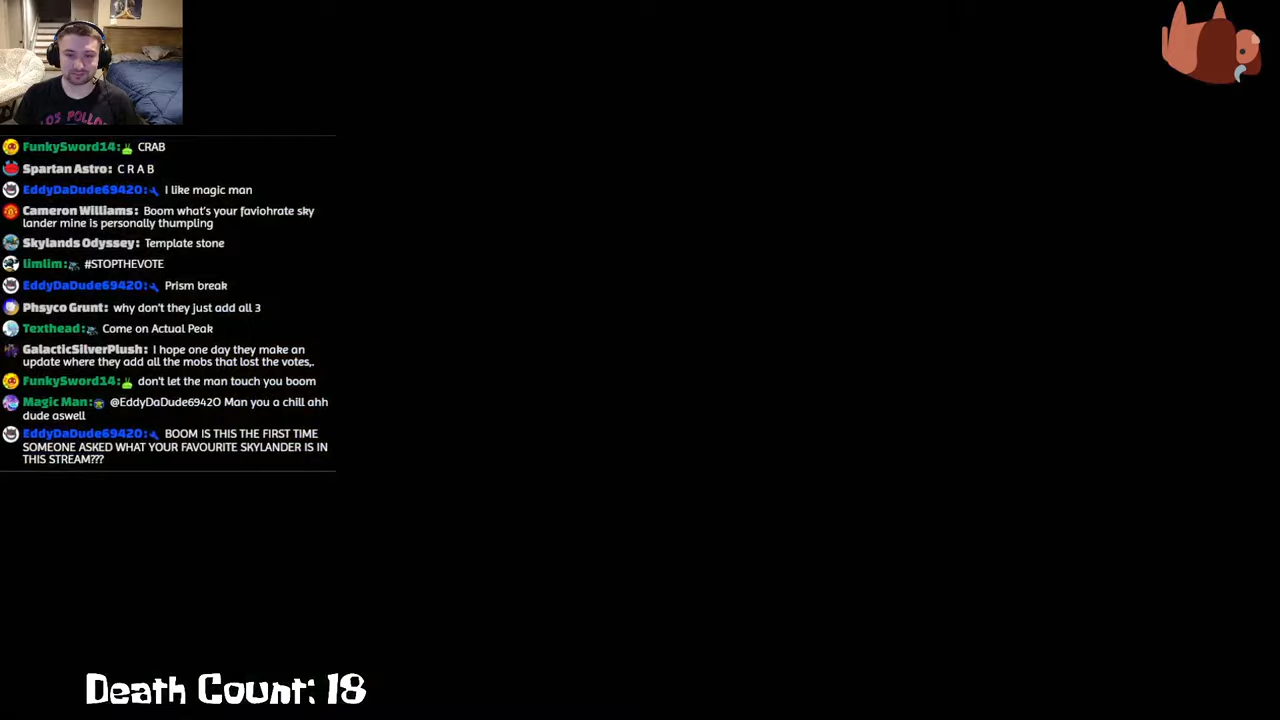 LOS POLLO
FunkySword14: CRAB
Spartan Astro: C R A B
EddyDaDude69420: I like magic man
Cameron Williams: Boom what's your faviohrate sky
lander mine is personally thumpling
Skylands Odyssey: Template stone
limlim: #STOPTHEVOTE
EddyDaDude69420: Prism break
Phsyco Grunt: why don't they just add all 3
Texthead: Come on Actual Peak
GalacticSilverPlush: I hope one day they make an
update where they add all the mobs that lost the votes,.
FunkySword14: don't let the man touch you boom
Magic Man: @EddyDaDude69420 Man you a chill ahh
dude aswell
EddyDaDude69420: BOOM IS THIS THE FIRST TIME
SOMEONE ASKED WHAT YOUR FAVOURITE SKYLANDER IS IN
THIS STREAM???
Death Count: 18